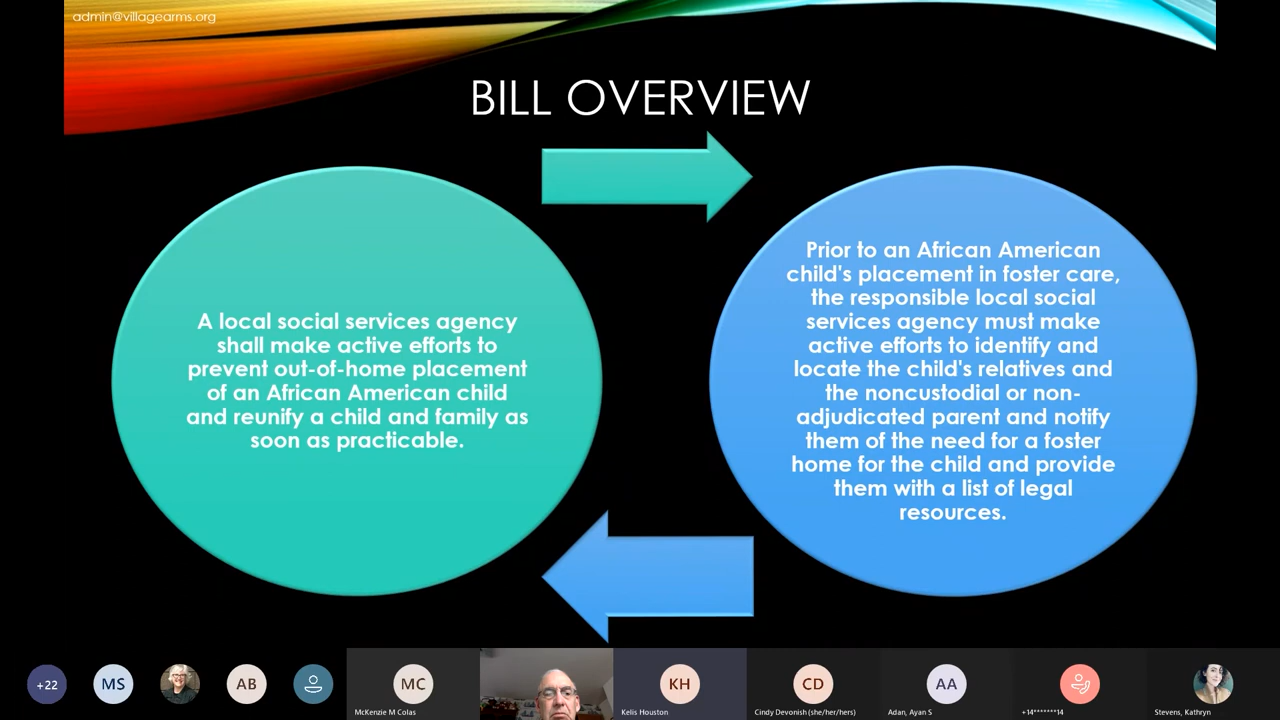 admin@villagearms.org
BILL OVERVIEW
A local social services agency
shall make active efforts to
prevent out-of-home placement
of an African American child
and reunify a child and family as
soon as practicable.
Prior to an African American
child's placement in foster care,
the responsible local social
services agency must make
active efforts to identify and
locate the child's relatives and
the noncustodial or non-
adjudicated parent and notify
them of the need for a foster
home for the child and provide
them with a list of legal
resources.
+22
MS
AB
MC
McKenzie M Colas
KH
Kelis Houston
CD
Cindy Devonish (she/her/hers)
AA
Adan, Ayan S
+14*******14
Stevens, Kathryn